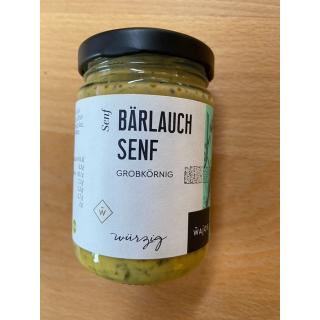 Senf
BÄRLAUCH
SENF
GROBKÖRNIG
W
würzig